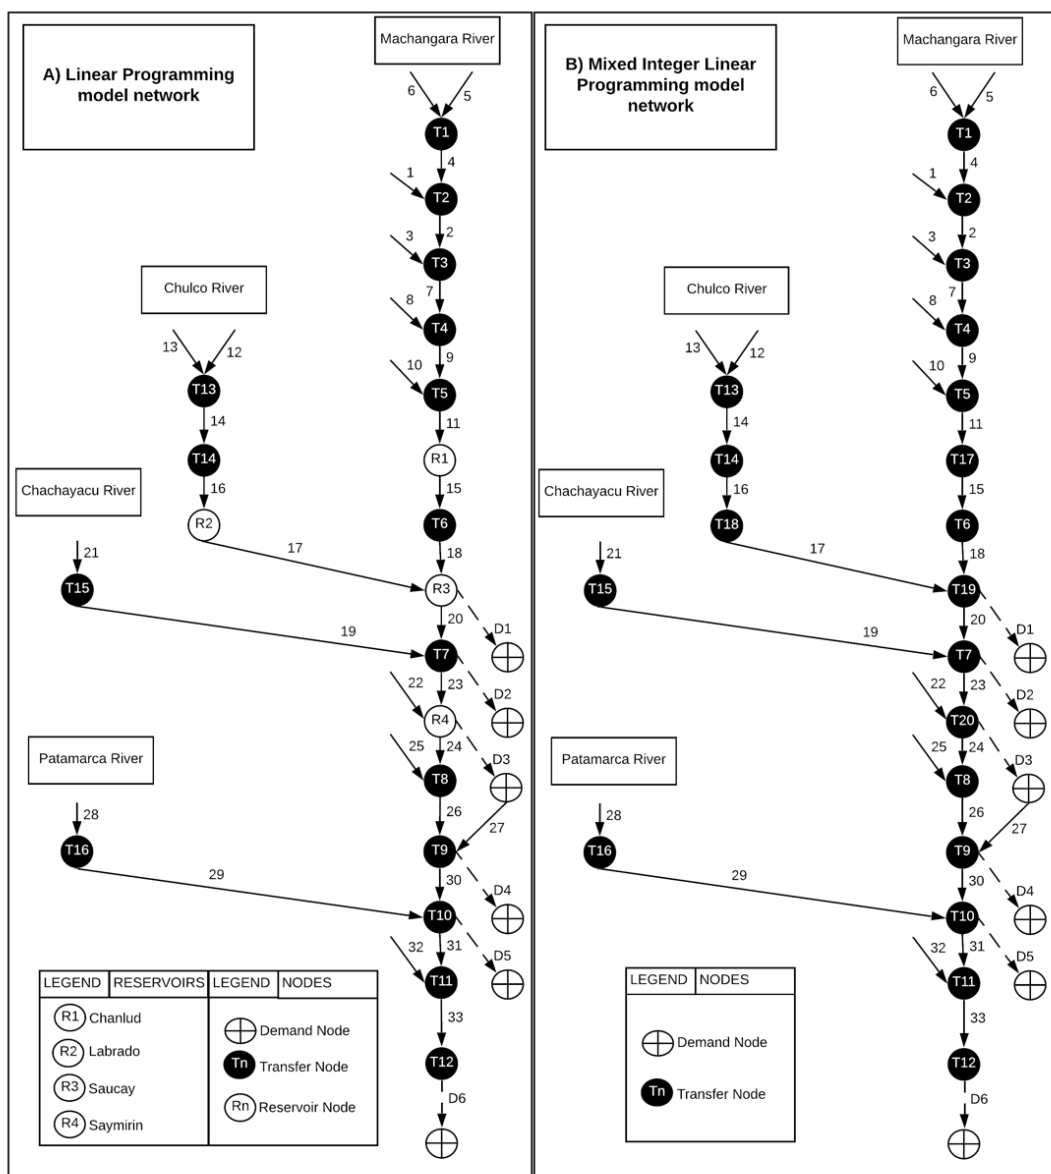 A) Linear Programming
model network
Machangara River
6
5
T1
4
1
T2
2
3
T3
Chulco River
7
8
T4
13
12
9
10
T5
T13
14
11
T14
R1
Chachayacu River
16
15
R2
T6
21
17
18
T15
R3
20
D1
19
T7
22
23
D2
R4
Patamarca River
25
24
D3
T8
28
26
27
T16
T9
29
30
D4
T10
32
31
D5
T11
33
T12
D6
LEGEND
RESERVOIRS
LEGEND
NODES
R1
Chanlud
R2
Labrado
R3
Saucay
R4
Saymirin
Demand Node
Tn
Transfer Node
Rn
Reservoir Node
B) Mixed Integer Linear
Programming model
network
Machangara River
6
5
T1
4
1
T2
2
3
T3
Chulco River
7
8
T4
13
12
9
10
T5
T13
14
11
T14
T17
Chachayacu River
16
15
T18
T6
21
17
18
T15
T19
20
D1
19
T7
22
23
D2
T20
Patamarca River
25
24
D3
T8
28
26
27
T16
T9
29
30
D4
T10
32
31
D5
T11
33
T12
D6
LEGEND
NODES
Demand Node
Tn
Transfer Node